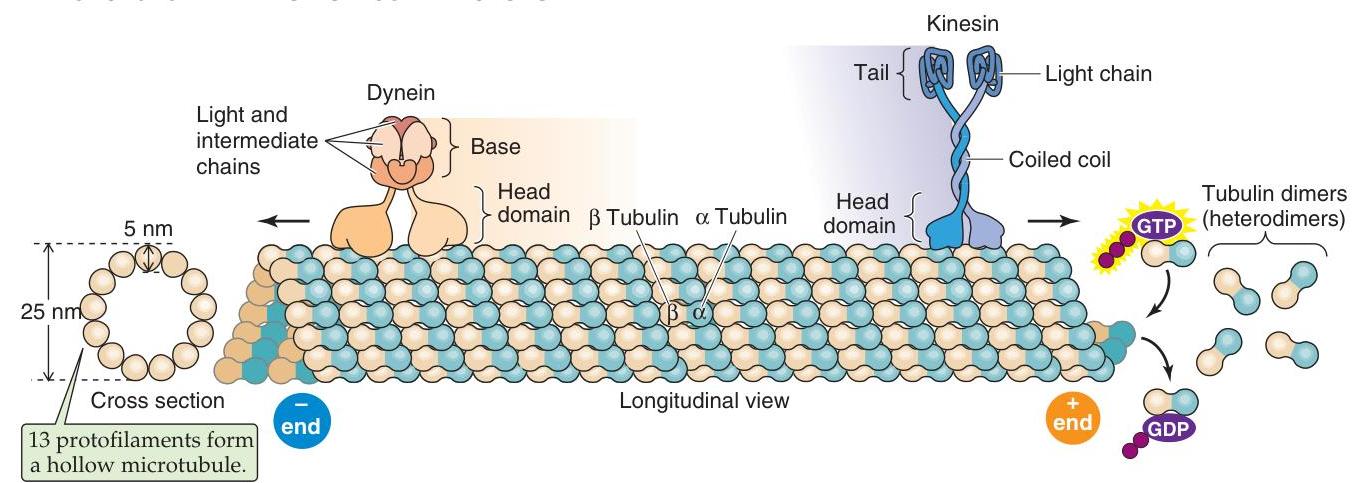 Kinesin
Tail
Light chain
Dynein
Light and
intermediate
chains
Base
Coiled coil
Head
domain
Head
domain
β Tubulin
α Tubulin
Tubulin dimers
(heterodimers)
GTP
5 nm
25 nm
β
α
Cross section
Longitudinal view
–
end
+
end
GDP
13 protofilaments form
a hollow microtubule.